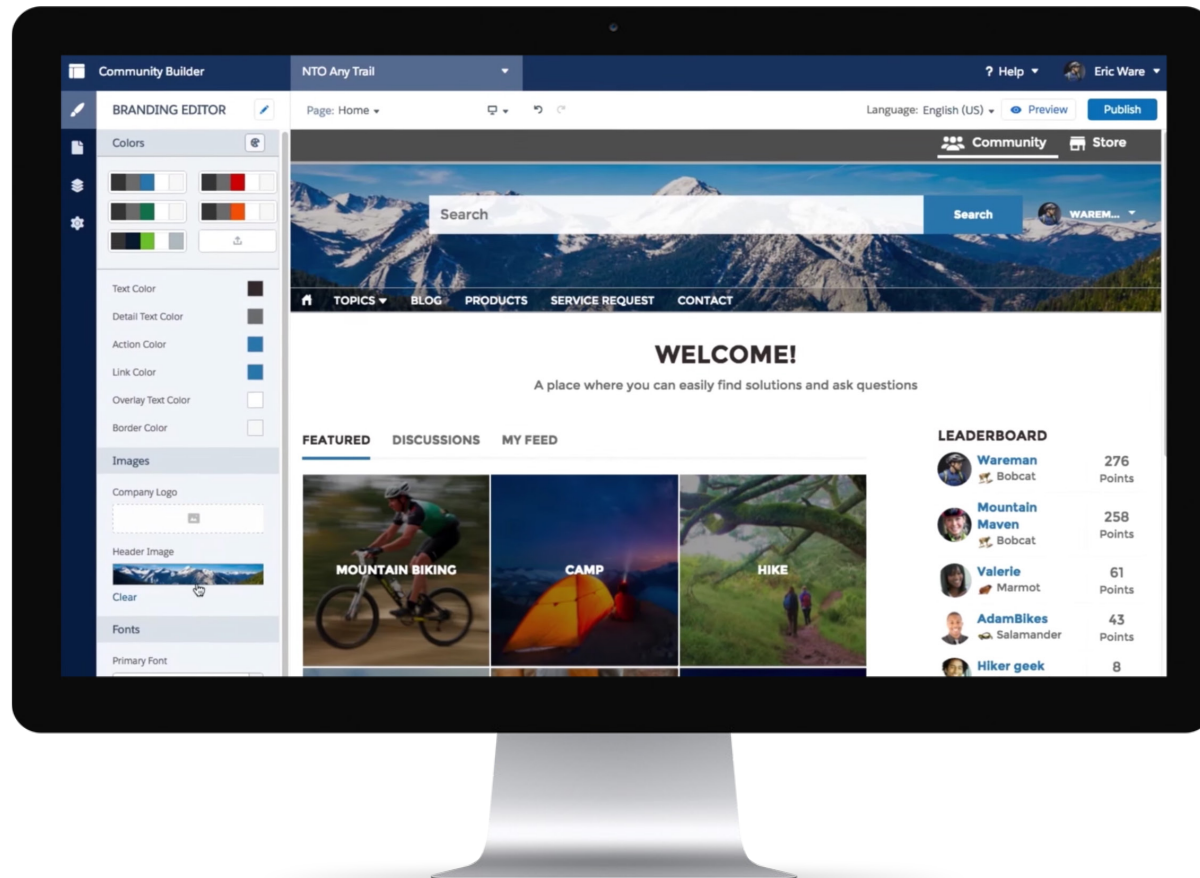 Community Builder
NTO Any Trail
? Help
Eric Ware
BRANDING EDITOR
Page: Home
Language: English (US)
Preview
Publish
Colors
Text Color
Detail Text Color
Action Color
Link Color
Overlay Text Color
Border Color
Images
Company Logo
Header Image
Clear
Fonts
Primary Font
Community
Store
Search
Search
WAREM...
TOPICS
BLOG
PRODUCTS
SERVICE REQUEST
CONTACT
WELCOME!
A place where you can easily find solutions and ask questions
FEATURED
DISCUSSIONS
MY FEED
MOUNTAIN BIKING
CAMP
HIKE
LEADERBOARD
Wareman
Bobcat
276
Points
Mountain
Maven
Bobcat
258
Points
Valerie
Marmot
61
Points
AdamBikes
Salamander
43
Points
Hiker geek
8